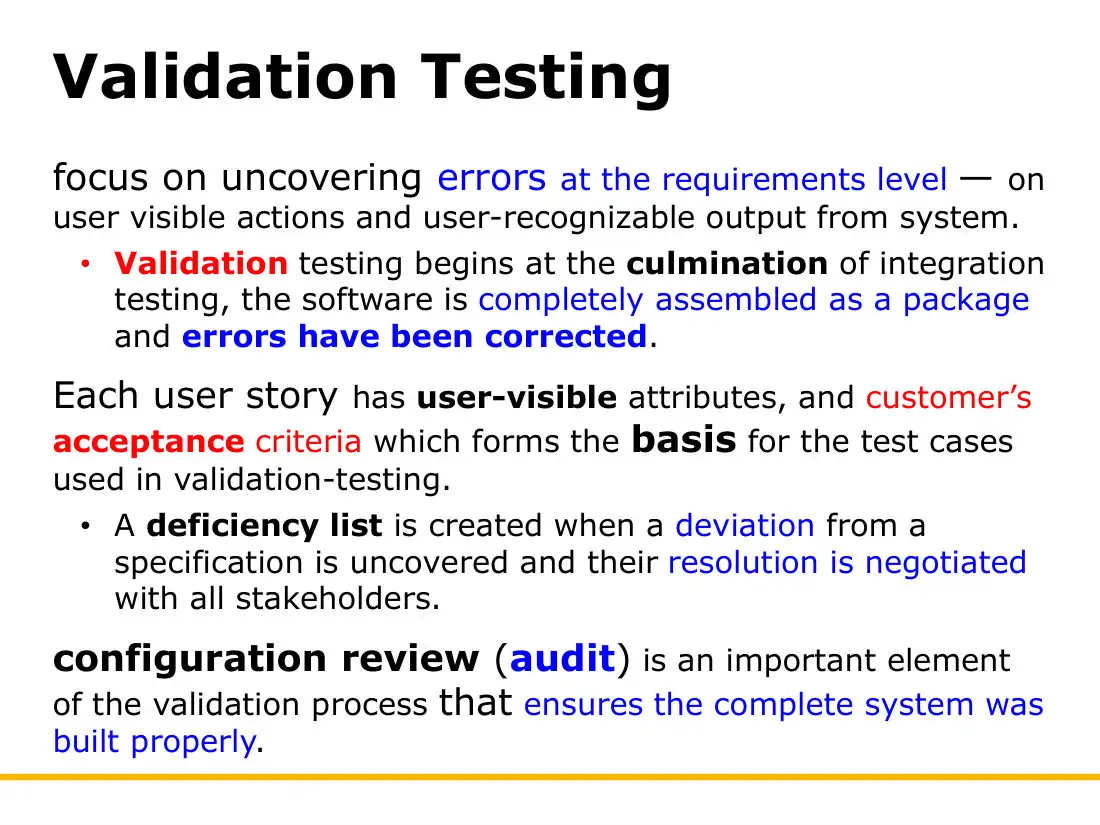 Validation Testing
focus on uncovering errors at the requirements level — on
user visible actions and user-recognizable output from system.
• Validation testing begins at the culmination of integration
testing, the software is completely assembled as a package
and errors have been corrected.
Each user story has user-visible attributes, and customer’s
acceptance criteria which forms the basis for the test cases
used in validation-testing.
• A deficiency list is created when a deviation from a
specification is uncovered and their resolution is negotiated
with all stakeholders.
configuration review (audit) is an important element
of the validation process that ensures the complete system was
built properly.